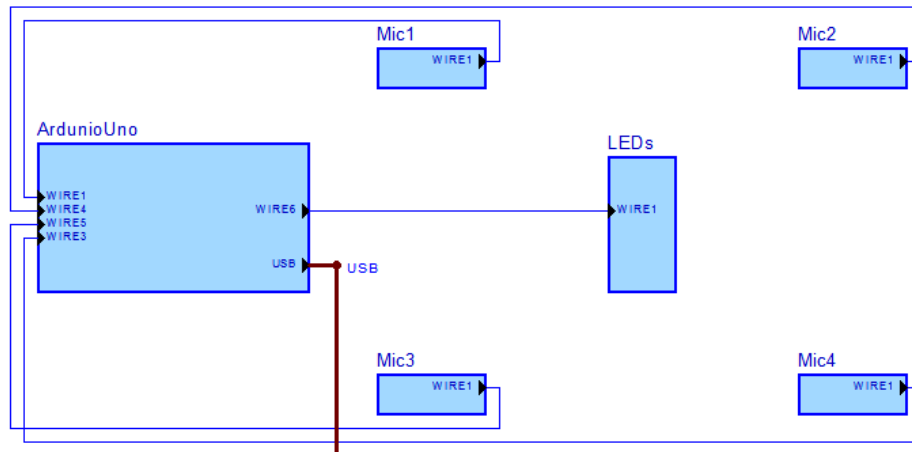 Mic1
WIRE1
Mic2
WIRE1
ArdunioUno
WIRE1
WIRE4
WIRE5
WIRE3
WIRE6
USB
USB
LEDs
WIRE1
Mic3
WIRE1
Mic4
WIRE1